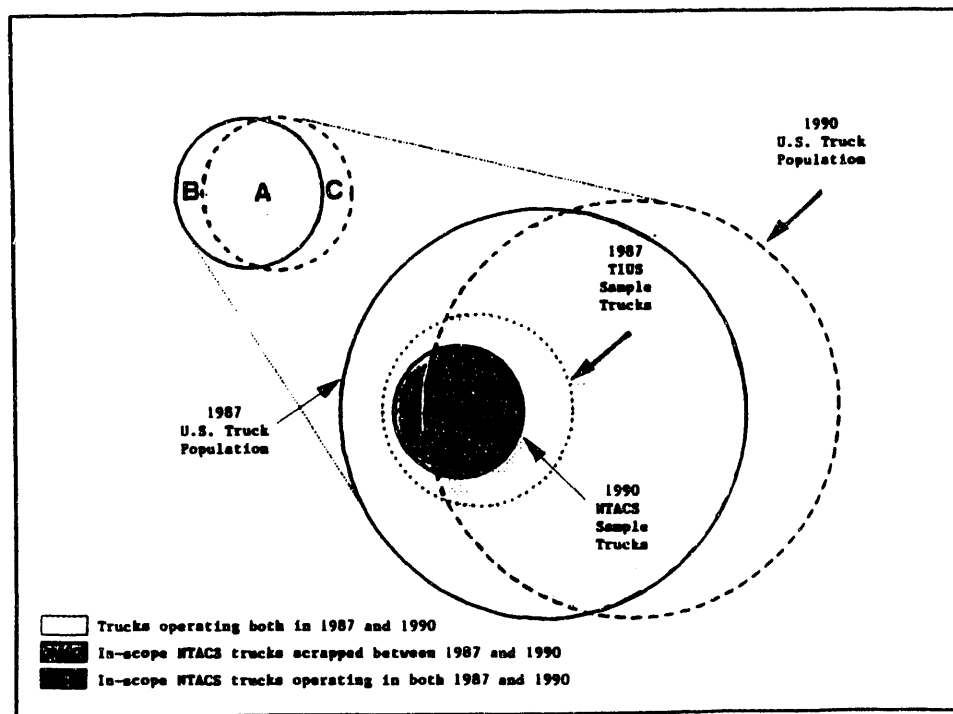 B A C
1990
U.S. Truck
Population
1987
TIUS
Sample
Trucks
1987
U.S. Truck
Population
1990
NTACS
Sample
Trucks
Trucks operating both in 1987 and 1990
In-scope NTACS trucks scrapped between 1987 and 1990
In-scope NTACS trucks operating in both 1987 and 1990